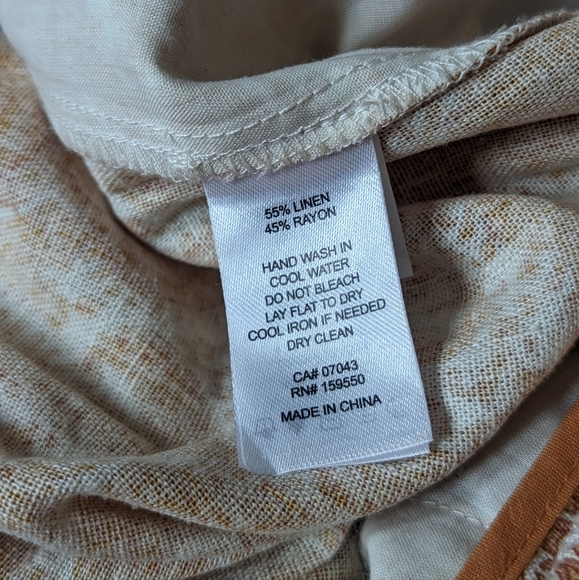 55% LINEN
45% RAYON
HAND WASH IN
COOL WATER
DO NOT BLEACH
LAY FLAT TO DRY
COOL IRON IF NEEDED
DRY CLEAN
CA# 07043
RN# 159550
MADE IN CHINA